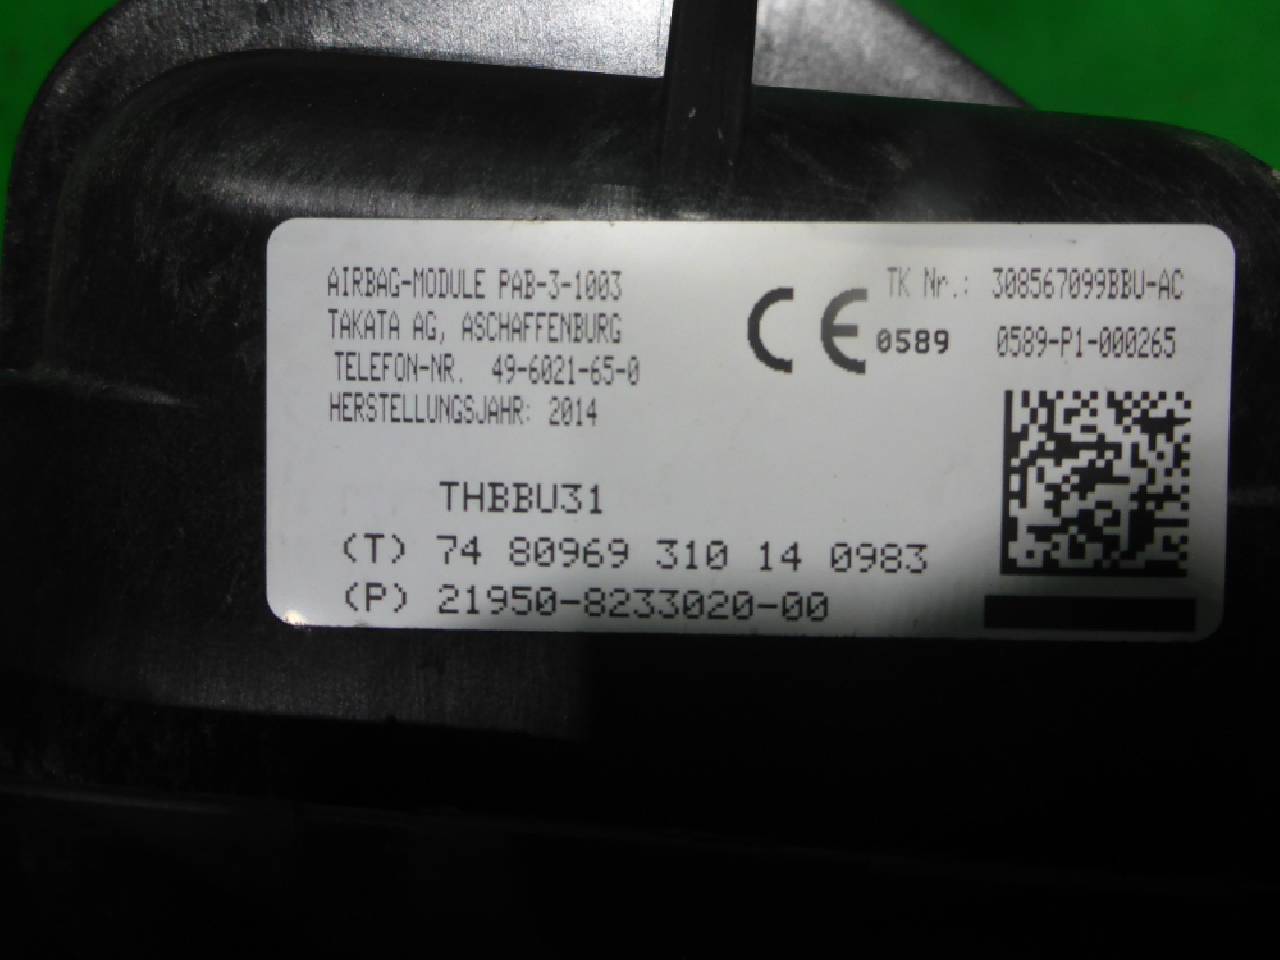 AIRBAG-MODULE PAB-3-1003
TAKATA AG, ASCHAFFENBURG
TELEFON-NR. 49-6021-65-0
HERSTELLUNGSJAHR: 2014
CE 0589
TK Nr.: 308567099BBU-AC
0589-P1-000265
THBBU31
(T) 74 80969 310 14 0983
(P) 21950-8233020-00